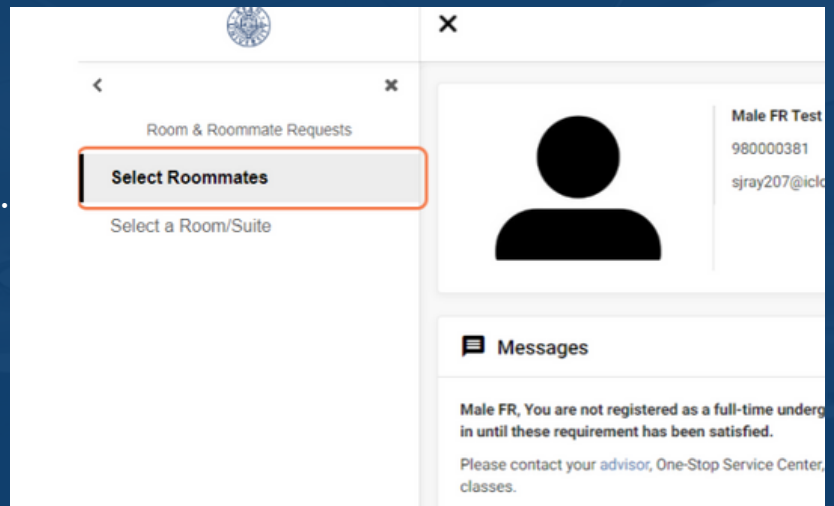 Room & Roommate Requests
Select Roommates
Select a Room/Suite
Male FR Test
980000381
sjray207@iclo
Messages
Male FR, You are not registered as a full-time underg
in until these requirement has been satisfied.
Please contact your advisor, One-Stop Service Center,
classes.